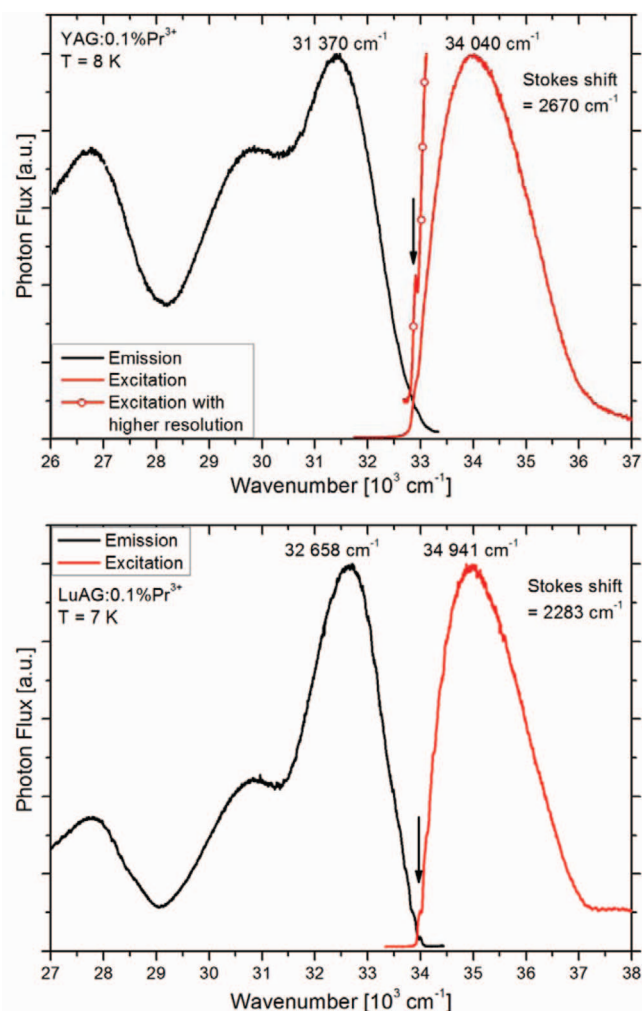 YAG:0.1%Pr³⁺
T = 8 K
31 370 cm⁻¹
34 040 cm⁻¹
Stokes shift
= 2670 cm⁻¹
Photon Flux [a.u.]
Emission
Excitation
Excitation with
higher resolution
26 27 28 29 30 31 32 33 34 35 36 37
Wavenumber [10³ cm⁻¹]
Emission
Excitation
LuAG:0.1%Pr³⁺
T = 7 K
32 658 cm⁻¹
34 941 cm⁻¹
Stokes shift
= 2283 cm⁻¹
Photon Flux [a.u.]
27 28 29 30 31 32 33 34 35 36 37 38
Wavenumber [10³ cm⁻¹]